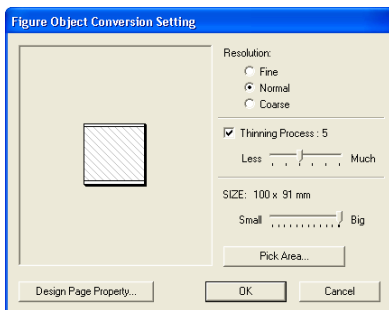 Figure Object Conversion Setting
Resolution:
Fine
Normal
Coarse
Thinning Process : 5
Less Much
SIZE: 100 x 91 mm
Small Big
Pick Area...
Design Page Property... OK Cancel